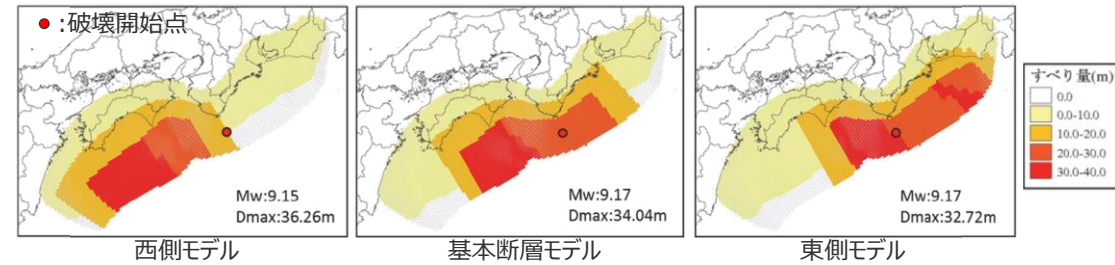 :破壊開始点
Mw:9.15
Dmax:36.26m
西側モデル
Mw:9.17
Dmax:34.04m
基本断層モデル
Mw:9.17
Dmax:32.72m
東側モデル
すべり量(m)
0.0
0.0-10.0
10.0-20.0
20.0-30.0
30.0-40.0